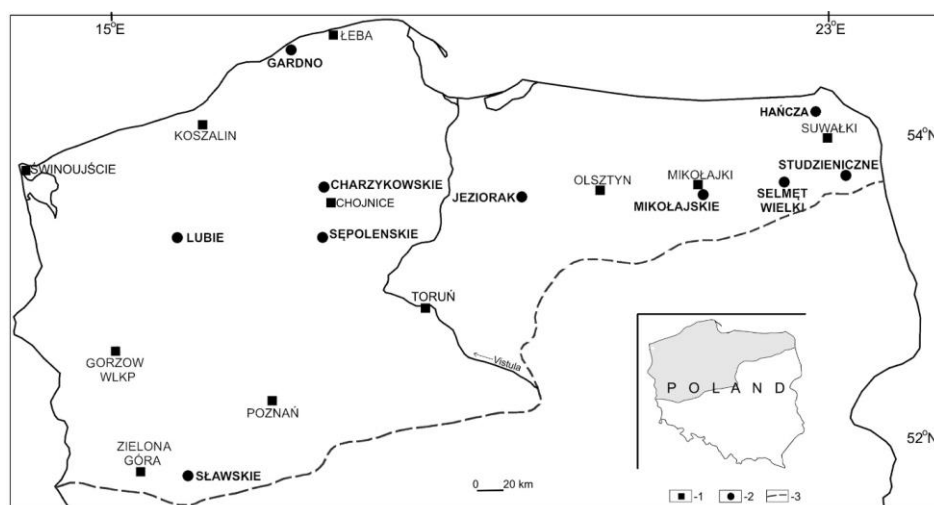 15°E
23°E
ŁEBA
GARDNO
HAŃCZA
KOSZALIN
SUWAŁKI
54°N
ŚWINOUJŚCIE
STUDZIENICZNE
CHARZYKOWSKIE
CHOJNICE
JEZIORAK
OLSZTYN
MIKOŁAJKI
MIKOŁAJSKIE
SELMĘT
WIELKI
LUBIE
SĘPOLENSKIE
TORUŃ
GORZOW
WLKP
Vistula
POLAND
POZNAŃ
52°N
ZIELONA
GÓRA
SŁAWSKIE
0 20 km
-1 -2 -3